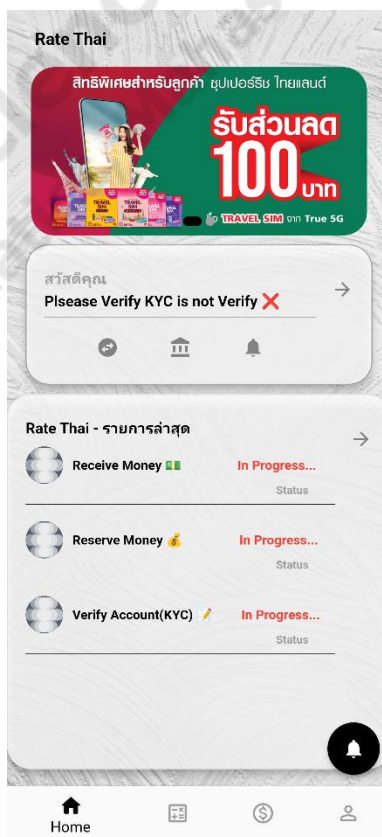 Rate Thai
สิทธิพิเศษสำหรับลูกค้า ซุปเปอร์ริช ไทยแลนด์
รับส่วนลด
100 บาท
TRAVEL SIM จาก True 5G
สวัสดีคุณ
Plsease Verify KYC is not Verify ❌
Rate Thai - รายการล่าสุด
Receive Money 💵 In Progress...
Status
Reserve Money 💰 In Progress...
Status
Verify Account(KYC) 📝 In Progress...
Status
Home